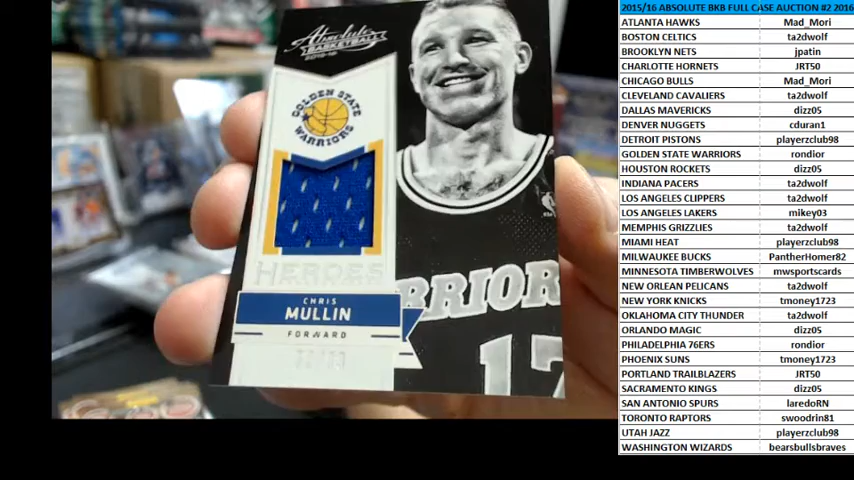 Absolute
BASKETBALL
2015-16
GOLDEN STATE
WARRIORS
HEROES
CHRIS
MULLIN
FORWARD
RRIOR
17
2015/16 ABSOLUTE BKB FULL CASE AUCTION #2 2016
ATLANTA HAWKS Mad_Mori
BOSTON CELTICS ta2dwolf
BROOKLYN NETS jpatin
CHARLOTTE HORNETS JRT50
CHICAGO BULLS Mad_Mori
CLEVELAND CAVALIERS ta2dwolf
DALLAS MAVERICKS dizz05
DENVER NUGGETS cduran1
DETROIT PISTONS playerzclub98
GOLDEN STATE WARRIORS rondior
HOUSTON ROCKETS dizz05
INDIANA PACERS ta2dwolf
LOS ANGELES CLIPPERS ta2dwolf
LOS ANGELES LAKERS mikey03
MEMPHIS GRIZZLIES ta2dwolf
MIAMI HEAT playerzclub98
MILWAUKEE BUCKS PantherHomer82
MINNESOTA TIMBERWOLVES mwsportscards
NEW ORLEAN PELICANS ta2dwolf
NEW YORK KNICKS tmoney1723
OKLAHOMA CITY THUNDER ta2dwolf
ORLANDO MAGIC dizz05
PHILADELPHIA 76ERS rondior
PHOENIX SUNS tmoney1723
PORTLAND TRAILBLAZERS JRT50
SACRAMENTO KINGS dizz05
SAN ANTONIO SPURS laredoRN
TORONTO RAPTORS swoodrin81
UTAH JAZZ playerzclub98
WASHINGTON WIZARDS bearsbullsbraves